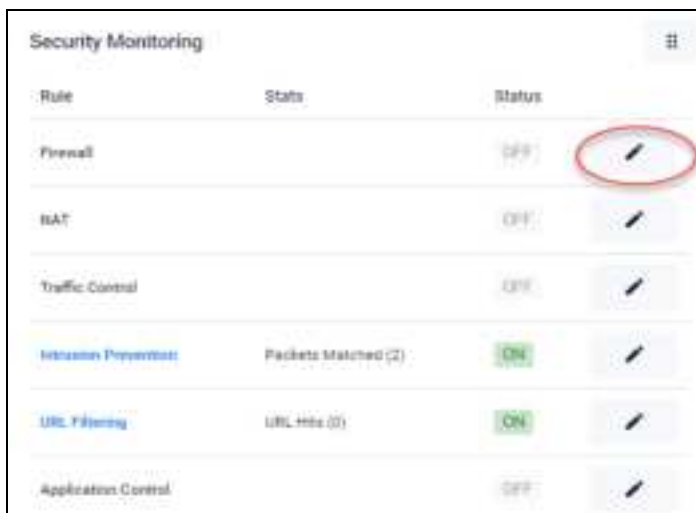 Security Monitoring
Rule Stats Status
Firewall OFF
NAT OFF
Traffic Control OFF
Intrusion Prevention Packets Matched (2) ON
URL Filtering URL Hits (0) ON
Application Control OFF